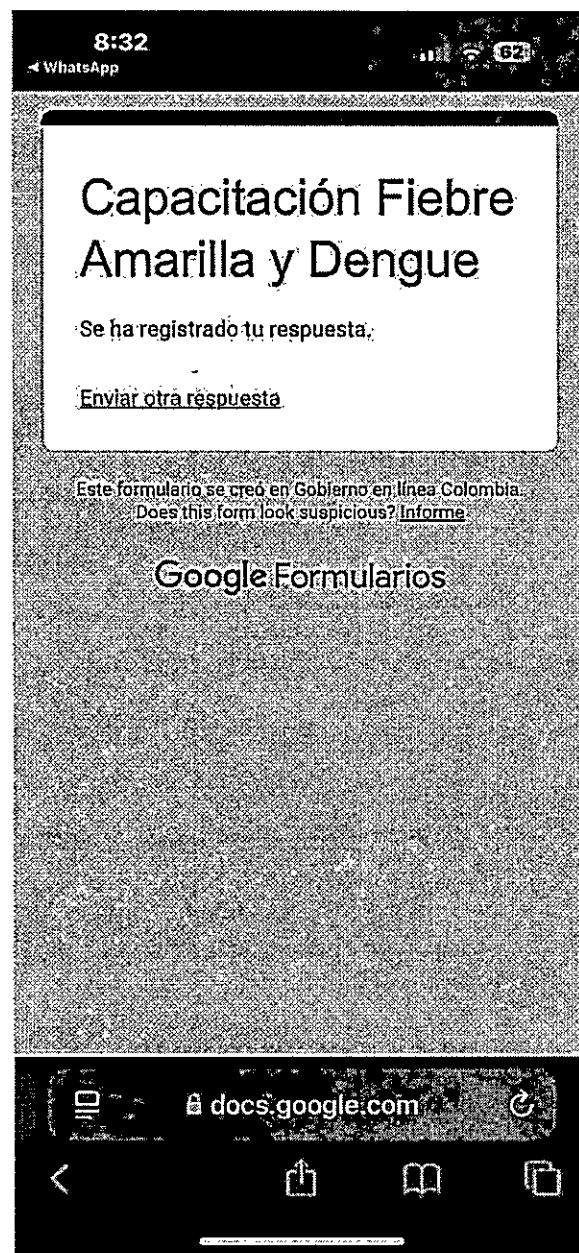 8:32
62
WhatsApp
Capacitación Fiebre
Amarilla y Dengue
Se ha registrado tu respuesta.
Enviar otra respuesta
Este formulario se creó en Gobierno en línea Colombia.
Does this form look suspicious? Informe
Google Formularios
docs.google.com